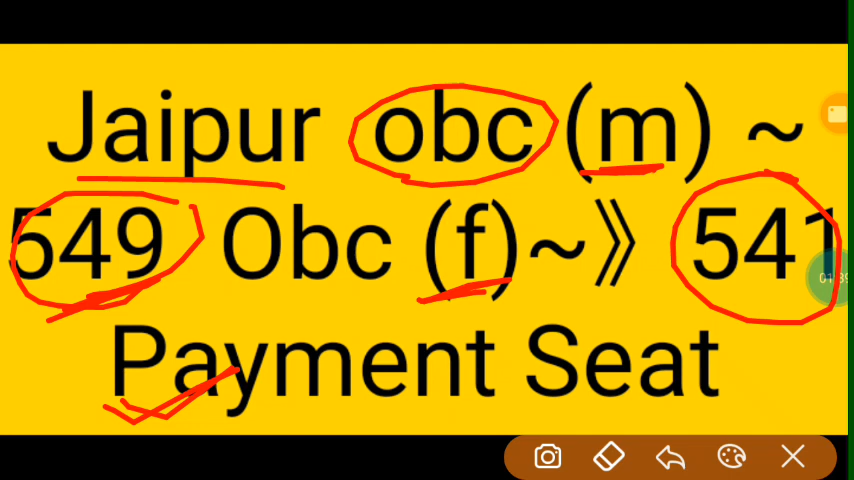 Jaipur obc (m) ~
549 Obc (f)~》 541
Payment Seat